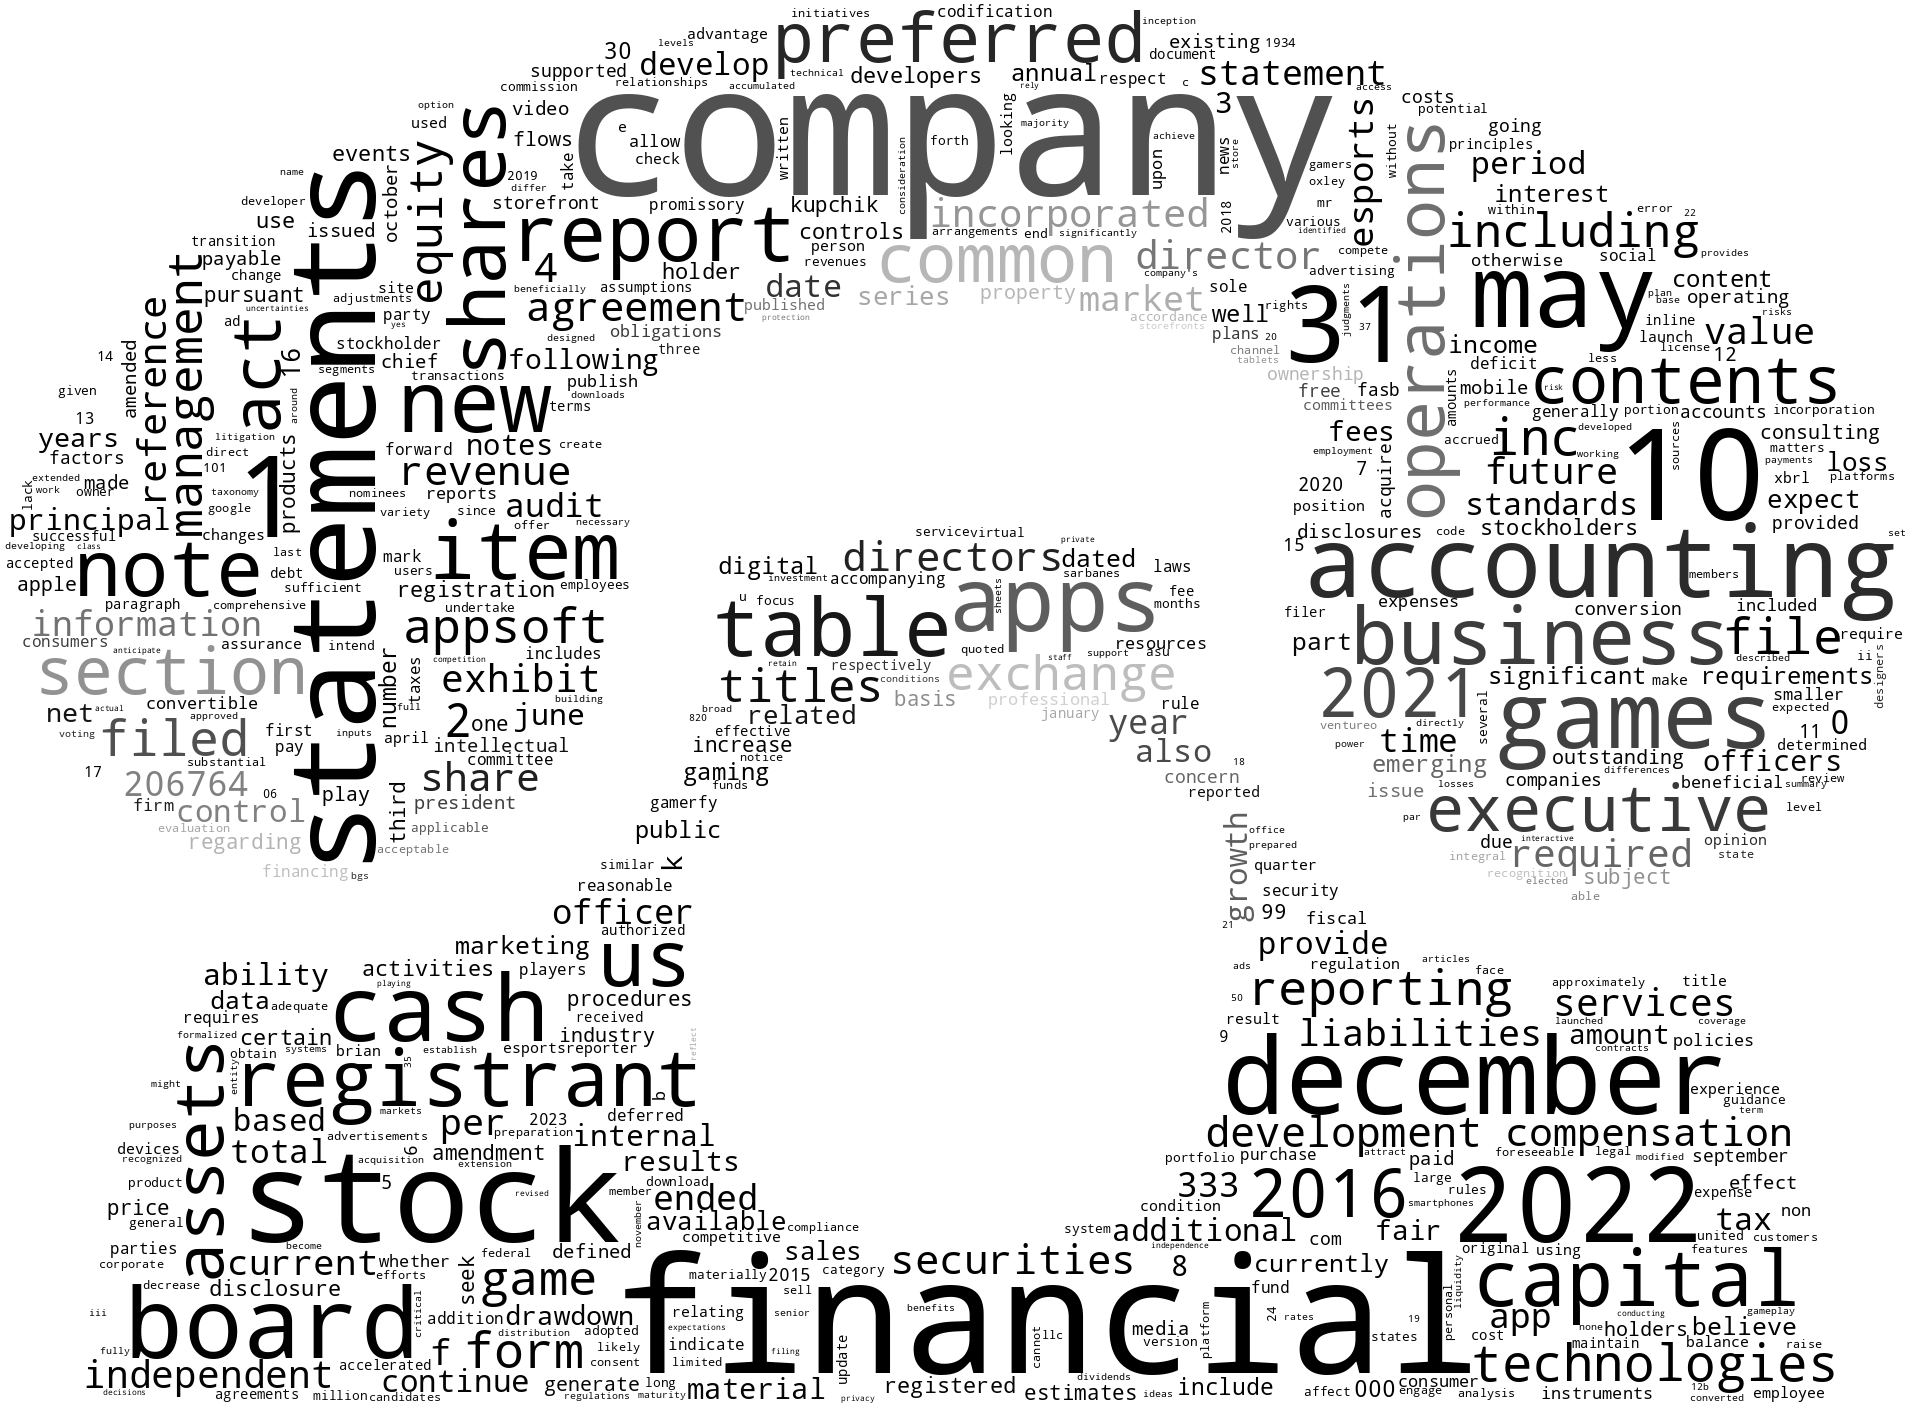 initiatives codification
preferred inception
levels advantage existing 1934
30 supported develop technical developers annual respect document statement
commission relationships accumulated rely c access
option video company 3 costs potential
used shares flows e allow check written forth looking majority upon achieve news store esports without going principles
events equity take consideration gamers oxley operations period
name 2019 differ october storefront promissory kupchik incorporated 2018 mr various identified interest
developer use issued report controls arrangements end significantly within error 22 including
transition payable change statements person revenues common director compete otherwise social provides
management pursuant site adjustments 4 holder beneficially assumptions date series property company's market advertising sole may content
reference act uncertainties party yes agreement published protection accordance storefronts well rights judgments 31 plan base operating risks
ad 16 stockholder chief designed obligations three plans 20 37 inline launch value
14 amended segments following channel tablets income license 12 less deficit
given transactions new publish downloads terms ownership free fasb mobile risk contents
13 around committees amounts performance generally portion accounts incorporation
years factors litigation direct products forward notes create fees accrued inc developed working 10 consulting matters
extended work lack made owner 1 101 revenue employment 7 acquired future sources payments loss xbrl platforms
taxonomy google nominees reports variety since audit 2020 position standards expect
principal successful changes offer necessary item disclosures code stockholders provided
developing class accepted note last mark users service virtual private 15 accounting set
apple debt sufficient registration employees digital directors dated sarbanes laws members
paragraph comprehensive undertake investment accompanying apps sheets fee months filer expenses conversion included
information appsoft u focus table business file require
consumers anticipate assurance intend includes quoted staff support asu resources part described ii
section competition exhibit retain respectively conditions exchange significant make requirements designers
convertible number taxes building titles basis professional 2021 smaller expected
net actual approved full 2 one june broad 820 related january year rule ventureo directly several games 11 0
voting filed first pay inputs april intellectual committee effective increase notice also power time outstanding determined
17 substantial share gaming funds concern 18 emerging differences officers
206764 06 play president reported issue companies losses beneficial review summary
firm control third gamerfy executive level
evaluation regarding applicable public growth office prepared par due interactive opinion
financing bgs acceptable similar k quarter integral required state
reasonable security recognition elected subject able
officer authorized 99 fiscal
21
marketing us provide
ability activities players ads regulation articles face approximately title
data adequate playing cash procedures 50 reporting services
requires received result launched coverage
formalized certain industry reflect 9 liabilities amount policies
obtain systems brian establish esportsreporter contracts
assets entity registrant 35 december experience
might b guidance term
purposes based markets per 2023 deferred
devices recognized total advertisements preparation internal development compensation
acquisition 6 amendment extension results portfolio purchase attract paid foreseeable legal modified september
product 5 stock revised member download 333 2016 large rules 2022 expense effect
price general november ended condition smartphones tax non
parties available compliance system additional com fair united customers
corporate become current whether federal defined competitive sales securities independence original using features
decrease disclosure efforts seek game materially 2015 category 8 currently capital
iii critical addition drawdown sell financial fund personal liquidity
board relating senior benefits media platform 24 rates 19 app conducting gameplay
fully f form distribution adopted expectations indicate cannot llc version states cost none holders believe
independent accelerated likely consent limited filing update maintain balance raise
decisions continue generate long dividends technologies
agreements million candidates regulations maturity material privacy registered estimates ideas include affect 000 engage consumer analysis instruments 12b converted employee